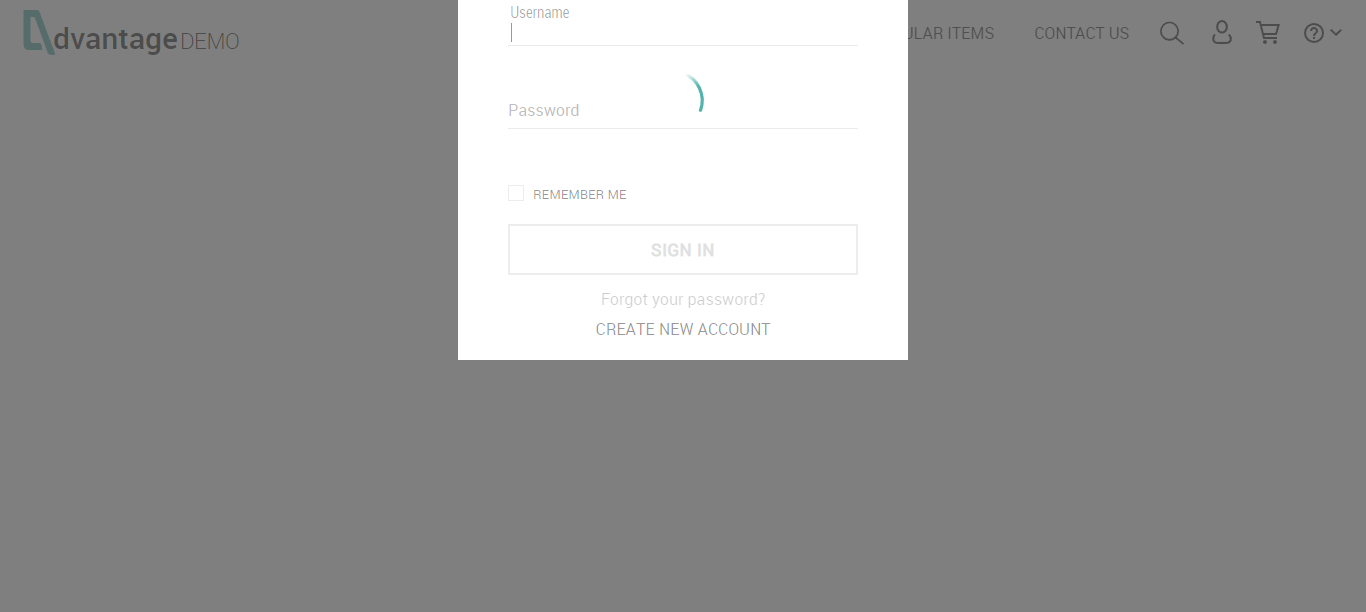 dvantage DEMO
ULAR ITEMS
CONTACT US
Username
Password
REMEMBER ME
SIGN IN
Forgot your password?
CREATE NEW ACCOUNT